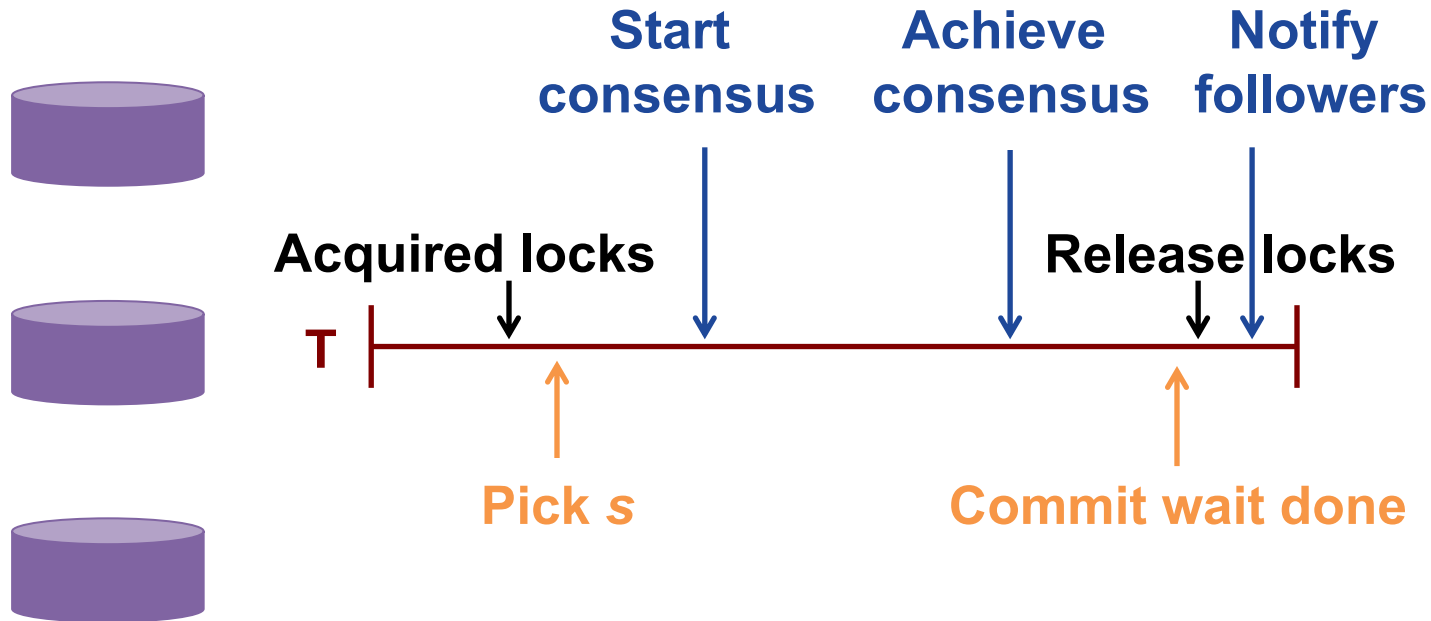 Start
consensus
Achieve
consensus
Notify
followers
Acquired locks
Release locks
T
Pick s
Commit wait done